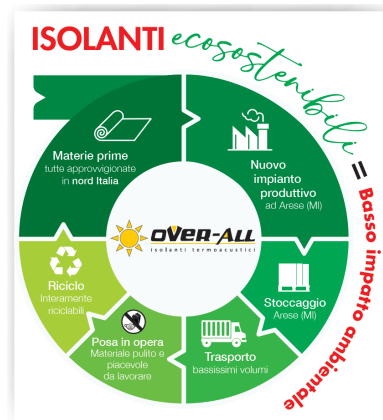 ISOLANTI ecosostenibili = Basso impatto ambientale
Materie prime
tutte approvvigionate
in nord Italia
Nuovo
impianto
produttivo
ad Arese (MI)
OVER-ALL
isolanti termoacustici
Stoccaggio
Arese (MI)
Trasporto
bassissimi volumi
Posa in opera
Materiale pulito e
piacevole
da lavorare
Riciclo
Interamente
riciclabili